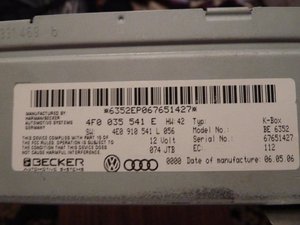 031469 b
*6352EP067651427*
MANUFACTURED BY
HARMAN/BECKER
AUTOMOTIVE SYSTEMS
GERMANY
4F0 035 541 E HW 42
SW: 4E0 910 541 L 056
Type: K-Box
Model: BE 6352
Serial No: 67651427
EC: 112
THIS DEVICE COMPLIES WITH PART 15 OF
THE FCC RULES. OPERATION IS SUBJECT TO
THE CONDITION THAT THIS DEVICE DOES NOT
CAUSE HARMFUL INTERFERENCE
12 Volt
074 JTB
BECKER
AUTOMOTIVE SYSTEMS
0000 Date of manufacture: 06.05.06